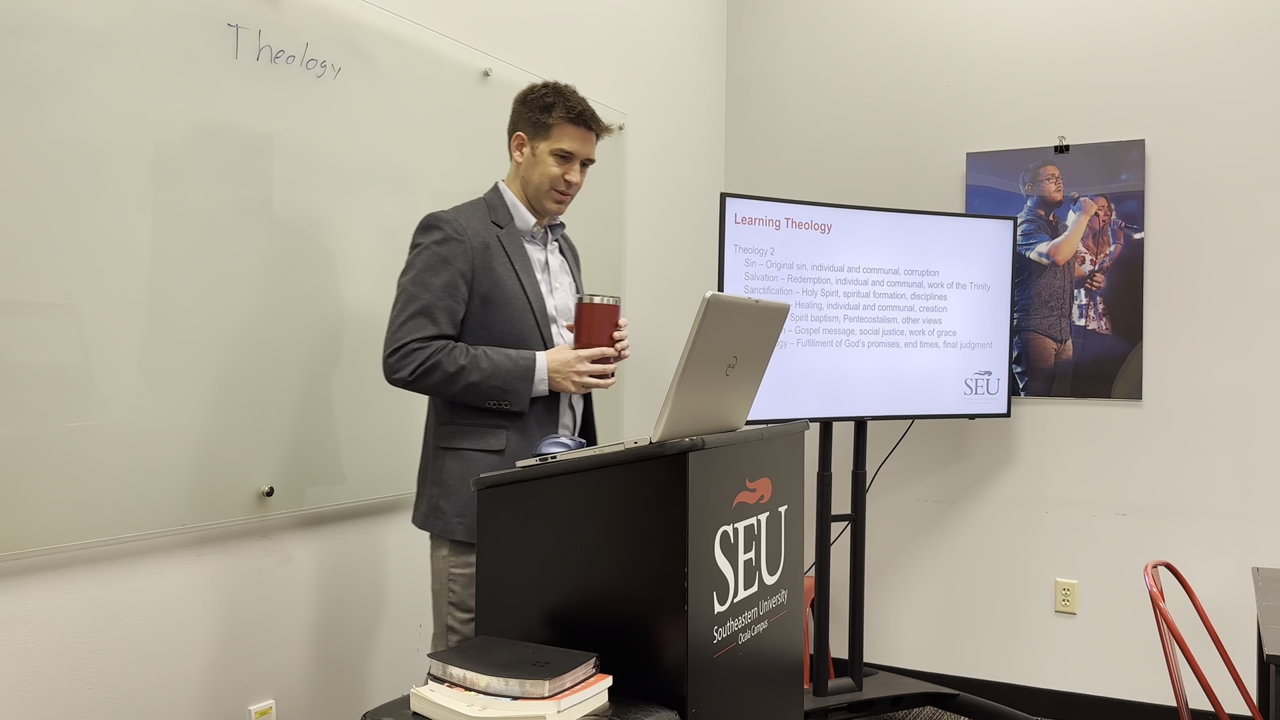 Theology
Learning Theology
Theology 2
Sin – Original sin, individual and communal, corruption
Salvation – Redemption, individual and communal, work of the Trinity
Sanctification – Holy Spirit, spiritual formation, disciplines
– Healing, individual and communal, creation
Spirit baptism, Pentecostalism, other views
– Gospel message, social justice, work of grace
– Fulfillment of God's promises, end times, final judgment
SEU
SEU
Southeastern University
Ocala Campus